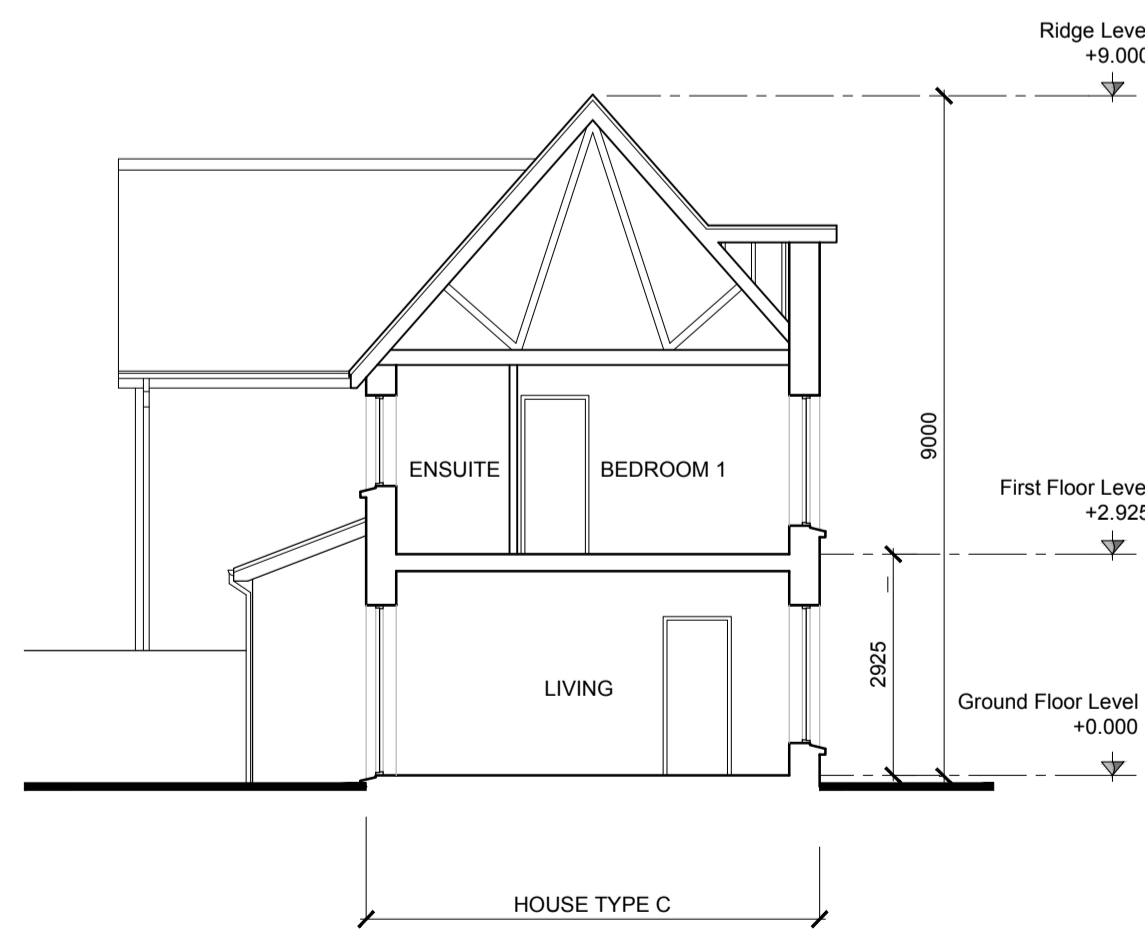 Ridge Leve
+9.000
9000
ENSUITE
BEDROOM 1
First Floor Leve
+2.925
2925
LIVING
Ground Floor Level
+0.000
HOUSE TYPE C